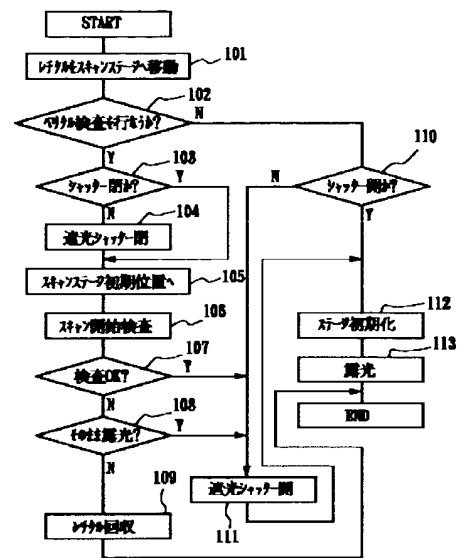 START
レチクルをスキャンステージへ移動
101
102
ペリクル検査を行なうか?
N
Y
103
シャッター閉か?
Y
N
104
遮光シャッター閉
スキャンステージ初期位置へ
105
スキャン開始検査
106
107
検査OK?
Y
N
108
そのまま露光?
Y
N
109
レチクル回収
110
N
シャッター開か?
Y
112
ステージ初期化
113
露光
END
遮光シャッター開
111